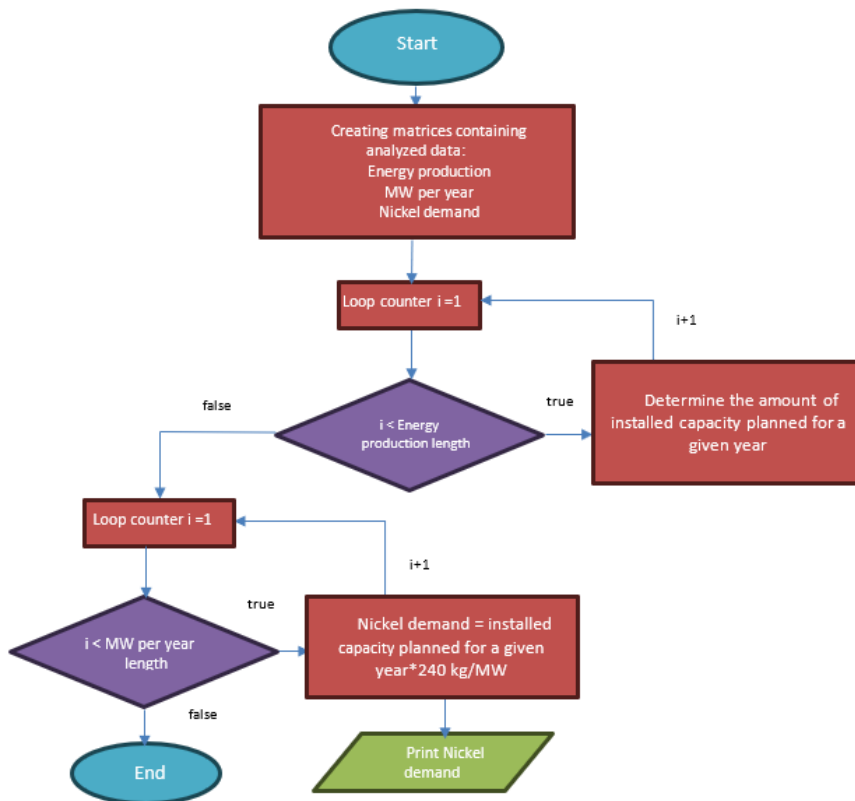 Start
Creating matrices containing
analyzed data:
Energy production
MW per year
Nickel demand
Loop counter i =1
i+1
false
true
i < Energy
production length
Determine the amount of
installed capacity planned for a
given year
Loop counter i =1
i+1
true
i < MW per year
length
Nickel demand = installed
capacity planned for a given
year*240 kg/MW
false
End
Print Nickel
demand